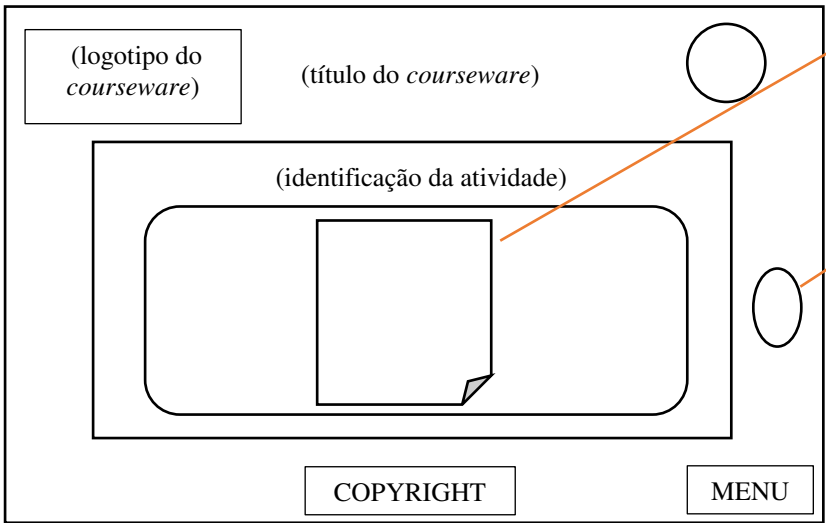 (logotipo do
courseware)
(título do courseware)
(identificação da atividade)
COPYRIGHT
MENU